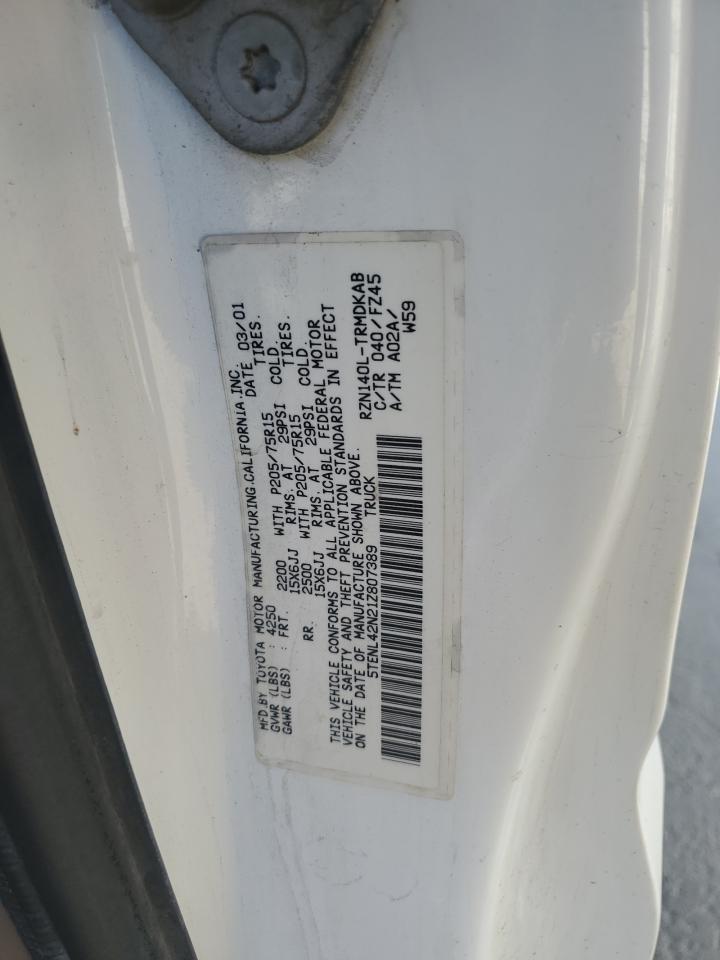 MFD BY TOYOTA MOTOR MANUFACTURING.CALIFORNIA.INC.
GVWR (LBS) : 4250 DATE 03/01
GAWR (LBS) : FRT. 2200 WITH P205/75R15 TIRES.
15X6JJ RIMS. AT 29PSI COLD.
RR. 2500 WITH P205/75R15 TIRES.
15X6JJ RIMS. AT 29PSI COLD.
THIS VEHICLE CONFORMS TO ALL APPLICABLE FEDERAL MOTOR
VEHICLE SAFETY AND THEFT PREVENTION STANDARDS IN EFFECT
ON THE DATE OF MANUFACTURE SHOWN ABOVE.
5TENL42N21Z807389 TRUCK
RZN140L-TRMDKAB
C/TR 040/FZ45
A/TM A02A/
W59